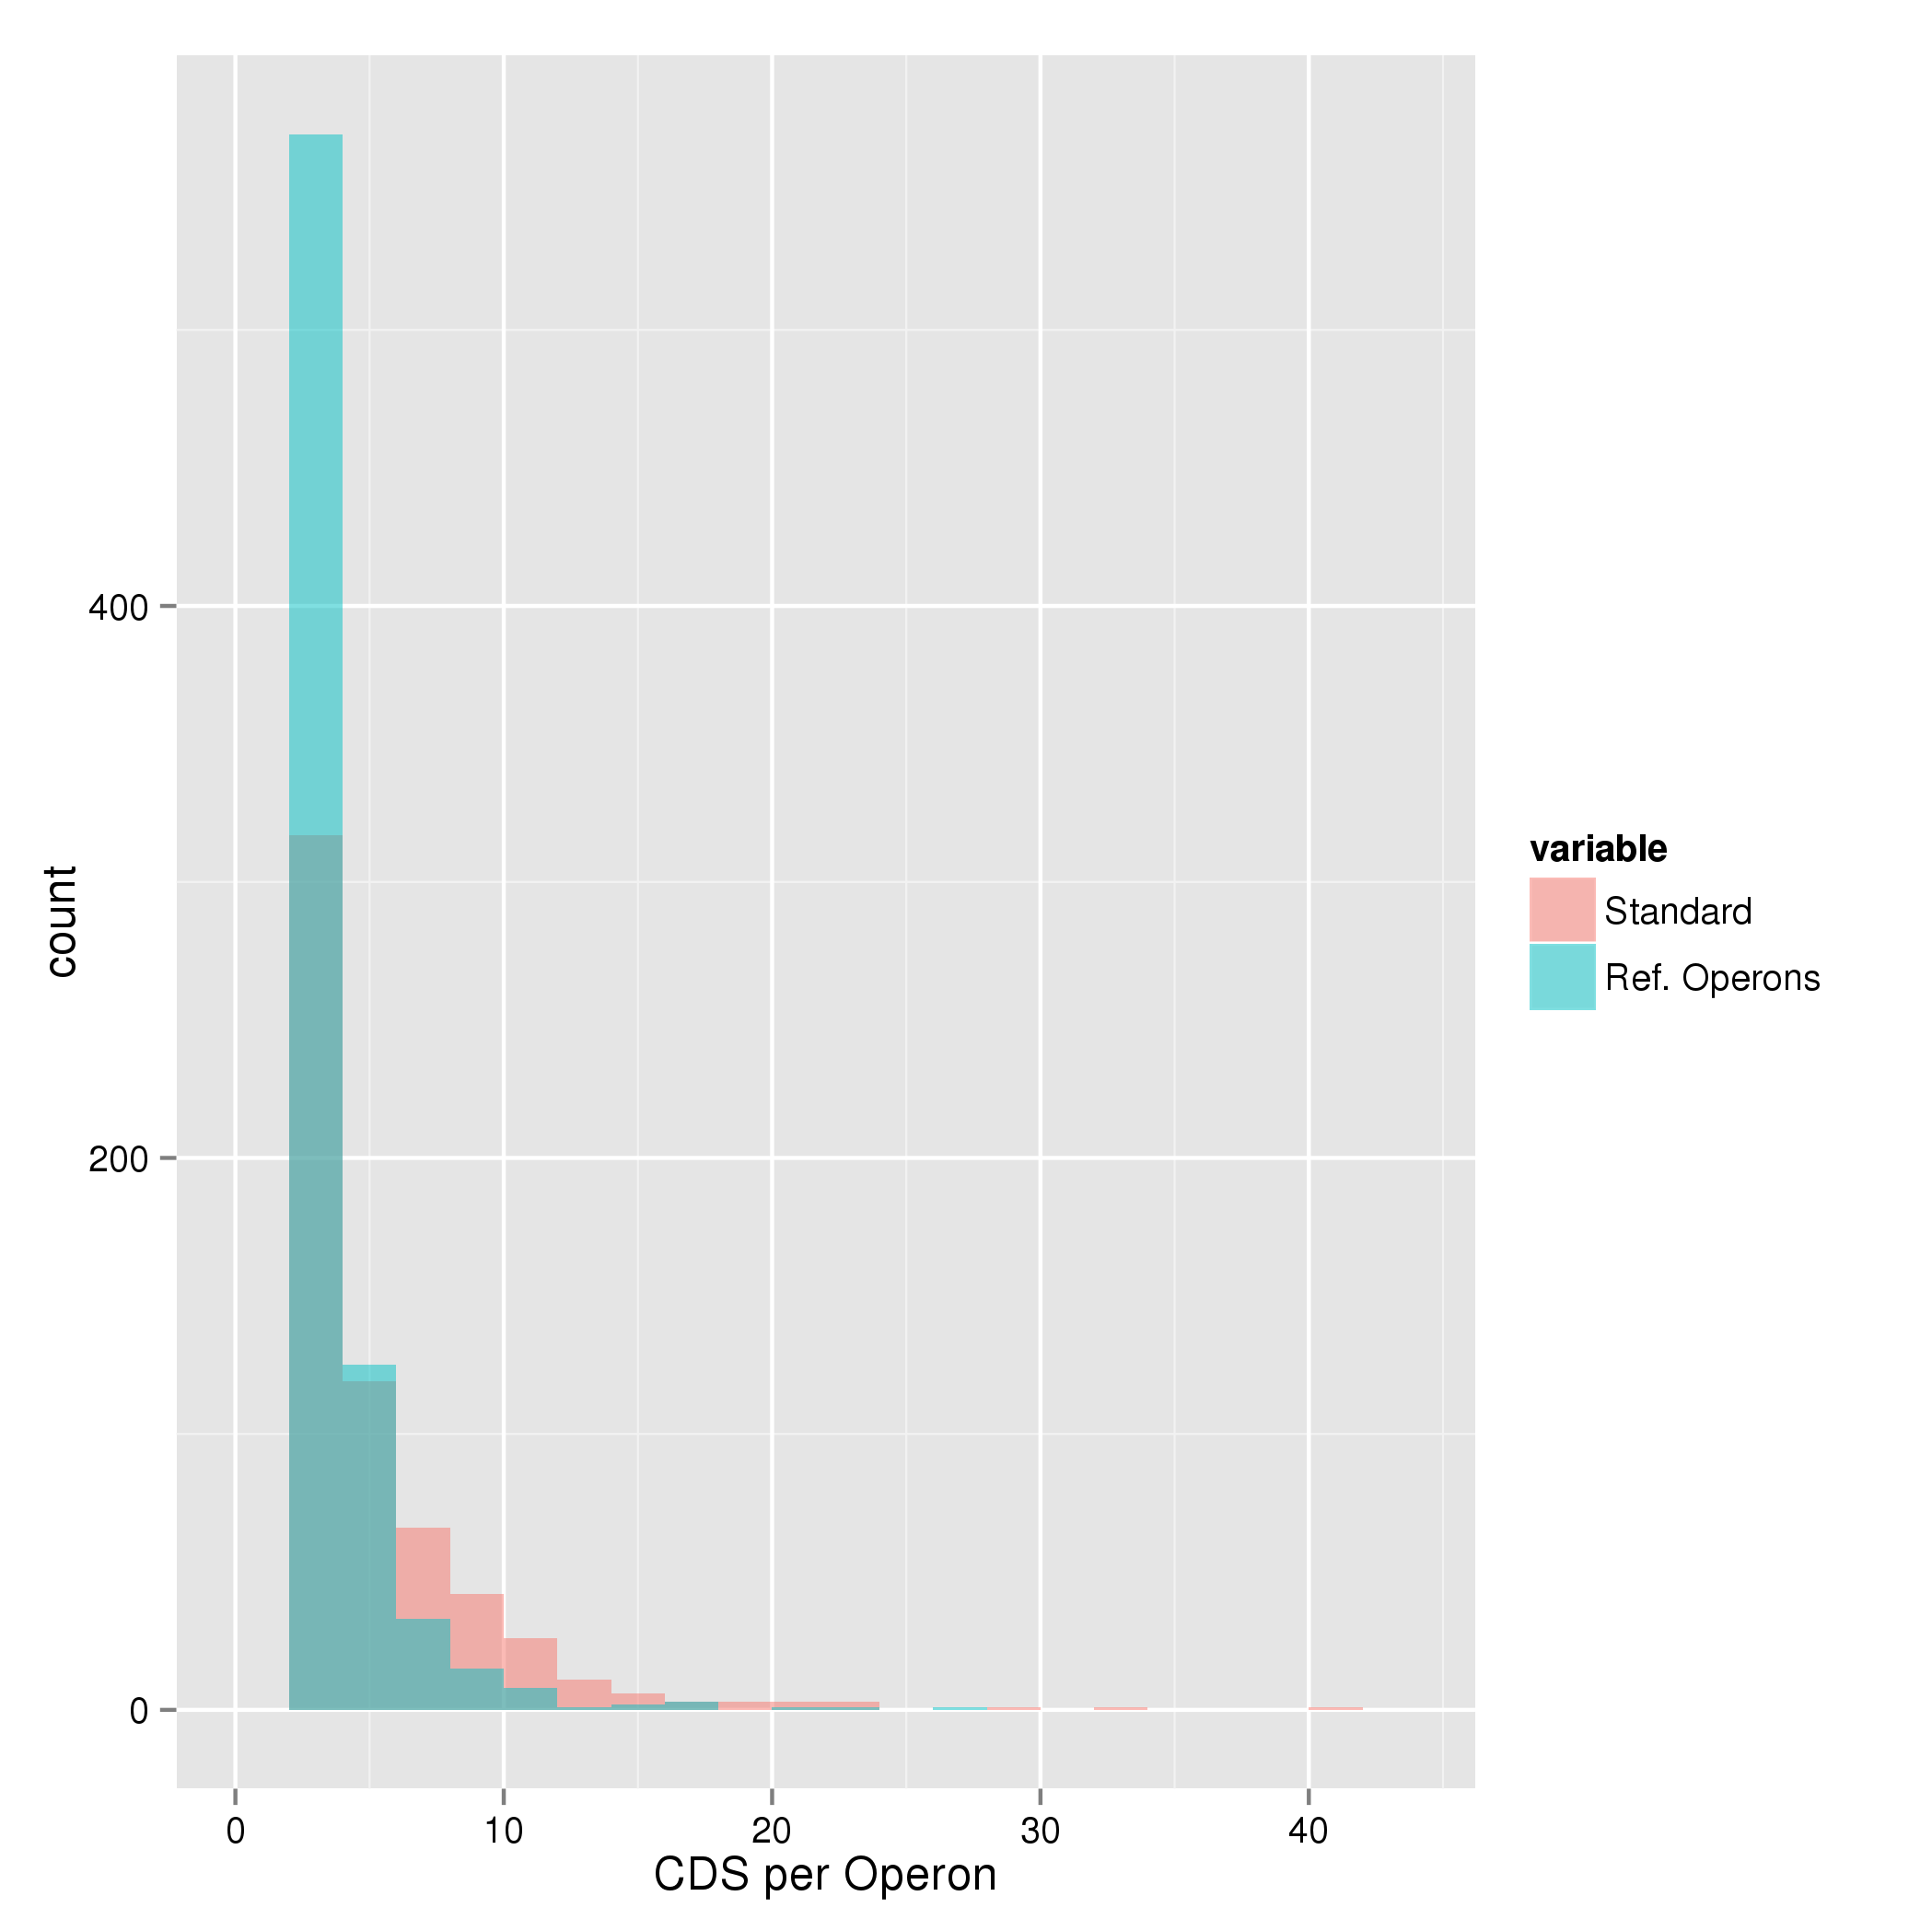 400
200
0
count
0 10 20 30 40
CDS per Operon
variable
Standard
Ref. Operons